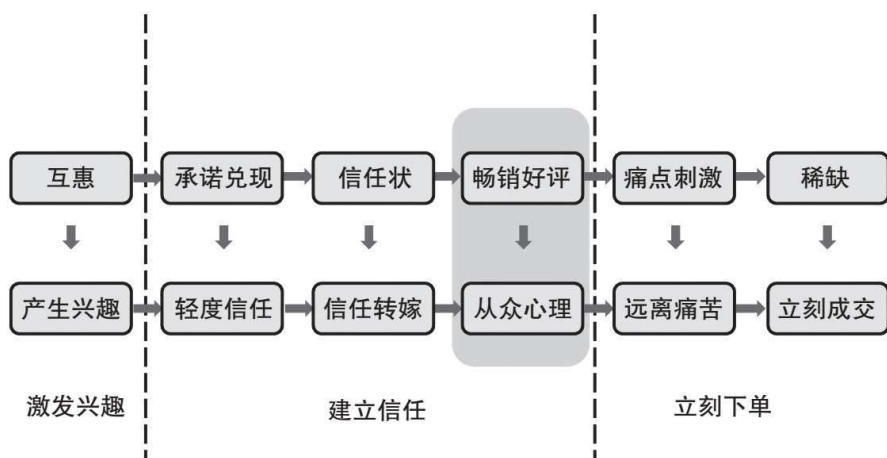 互惠 承诺兑现 信任状 畅销好评 痛点刺激 稀缺
产生兴趣 轻度信任 信任转嫁 从众心理 远离痛苦 立刻成交
激发兴趣 建立信任 立刻下单